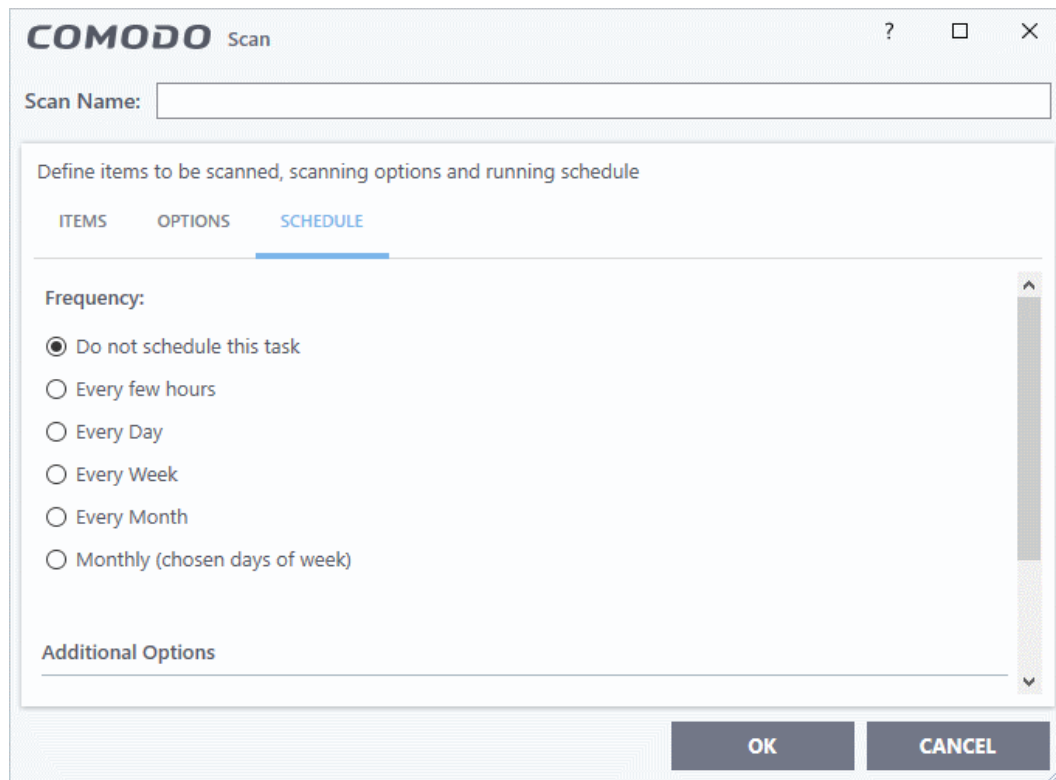 COMODO Scan ?
Scan Name:
Define items to be scanned, scanning options and running schedule
ITEMS OPTIONS SCHEDULE
Frequency:
Do not schedule this task
Every few hours
Every Day
Every Week
Every Month
Monthly (chosen days of week)
Additional Options
OK CANCEL